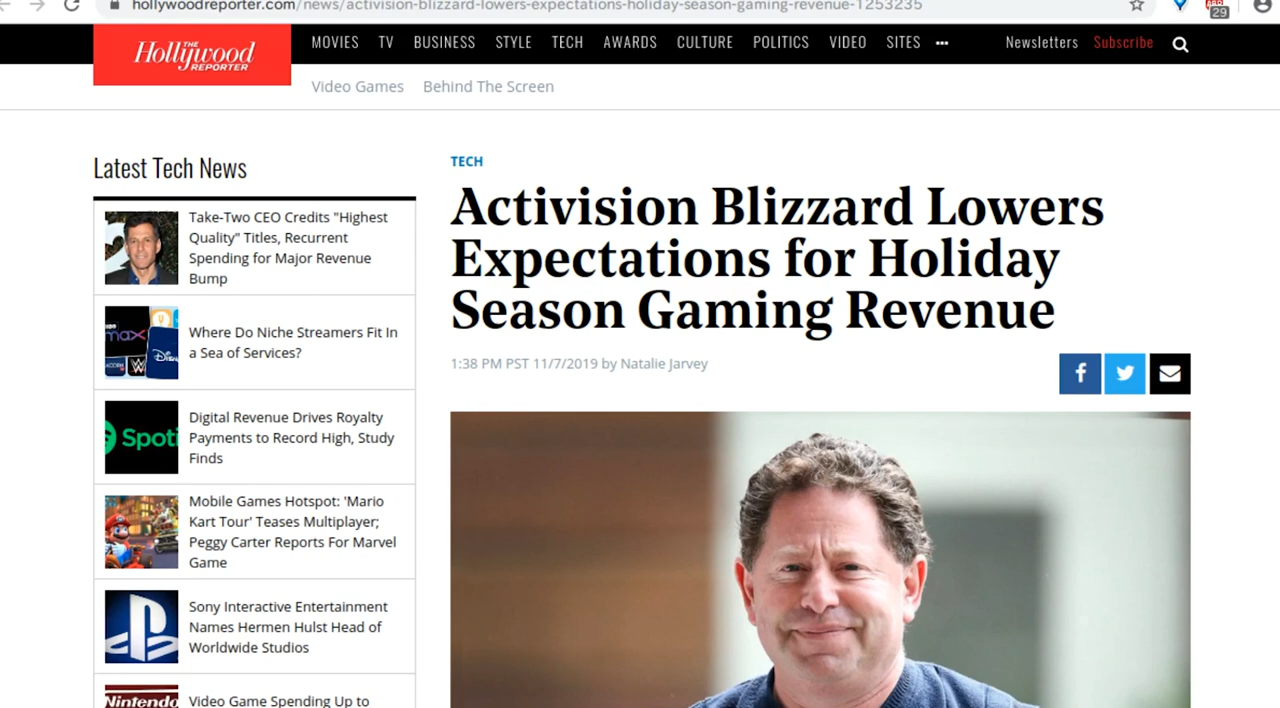 hollywoodreporter.com/news/activision-blizzard-lowers-expectations-holiday-season-gaming-revenue-1253235
29
THE
Hollywood
REPORTER
MOVIES TV BUSINESS STYLE TECH AWARDS CULTURE POLITICS VIDEO SITES ••• Newsletters Subscribe
Video Games Behind The Screen
Latest Tech News
Take-Two CEO Credits "Highest
Quality" Titles, Recurrent
Spending for Major Revenue
Bump
max
Disn
ACORN
W
Where Do Niche Streamers Fit In
a Sea of Services?
Spoti
Digital Revenue Drives Royalty
Payments to Record High, Study
Finds
Mobile Games Hotspot: 'Mario
Kart Tour' Teases Multiplayer;
Peggy Carter Reports For Marvel
Game
Sony Interactive Entertainment
Names Hermen Hulst Head of
Worldwide Studios
Nintendo
Video Game Spending Up to
TECH
Activision Blizzard Lowers
Expectations for Holiday
Season Gaming Revenue
1:38 PM PST 11/7/2019 by Natalie Jarvey